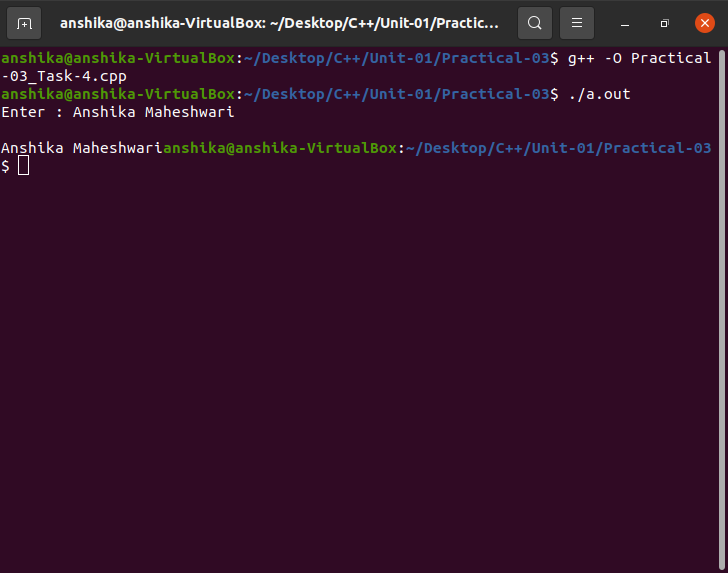 anshika@anshika-VirtualBox: ~/Desktop/C++/Unit-01/Practic...
anshika@anshika-VirtualBox:~/Desktop/C++/Unit-01/Practical-03$ g++ -O Practical
-03_Task-4.cpp
anshika@anshika-VirtualBox:~/Desktop/C++/Unit-01/Practical-03$ ./a.out
Enter : Anshika Maheshwari
Anshika Maheshwarianshika@anshika-VirtualBox:~/Desktop/C++/Unit-01/Practical-03
$